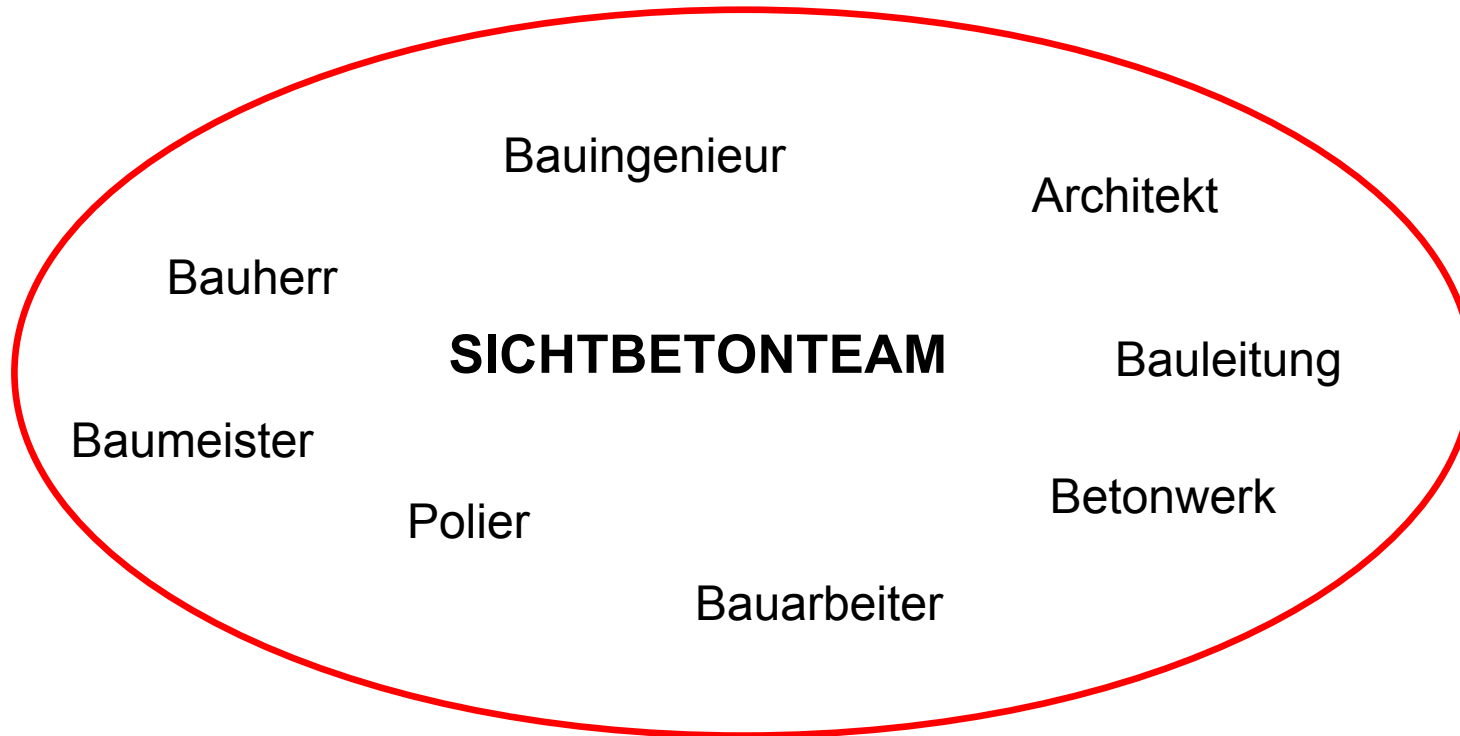 Bauingenieur
Architekt
Bauherr
SICHTBETONTEAM
Bauleitung
Baumeister
Betonwerk
Polier
Bauarbeiter